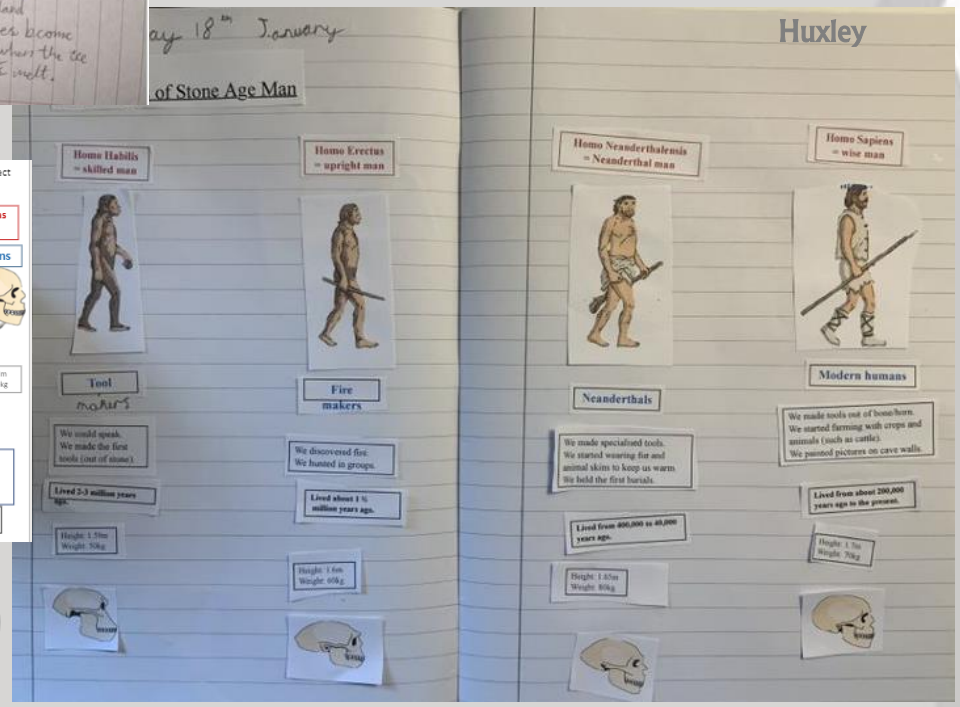 land
es bcome
when the ice
melt.
ay 18th January
Huxley
of Stone Age Man
Homo Habilis
= skilled man
Homo Erectus
= upright man
Homo Neanderthalensis
= Neanderthal man
Homo Sapiens
= wise man
Tool
makers
Fire
makers
Neanderthals
Modern humans
We could speak.
We made the first
tools (out of stone).
We discovered fire.
We hunted in groups.
We made specialised tools.
We started wearing fur and
animal skins to keep us warm
We held the first burials.
We made tools out of bone/horn.
We started farming with crops and
animals (such as cattle).
We painted pictures on cave walls.
Lived 2-3 million years
ago.
Lived about 1 ½
million years ago.
Lived from 400,000 to 40,000
years ago.
Lived from about 200,000
years ago to the present.
Height: 1.50m
Weight: 50kg
Height: 1.6m
Weight: 60kg
Height: 1.65m
Weight: 80kg
Height: 1.7m
Weight: 70kg
ect
ns
m
kg